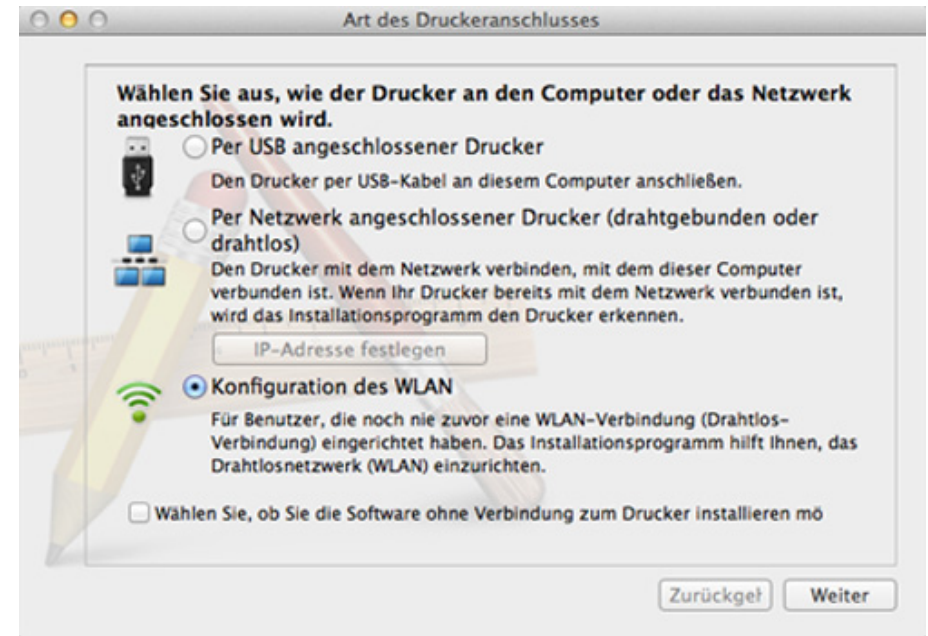 Art des Druckeranschlusses
Wählen Sie aus, wie der Drucker an den Computer oder das Netzwerk
angeschlossen wird.
Per USB angeschlossener Drucker
Den Drucker per USB-Kabel an diesem Computer anschließen.
Per Netzwerk angeschlossener Drucker (drahtgebunden oder
drahtlos)
Den Drucker mit dem Netzwerk verbinden, mit dem dieser Computer
verbunden ist. Wenn Ihr Drucker bereits mit dem Netzwerk verbunden ist,
wird das Installationsprogramm den Drucker erkennen.
IP-Adresse festlegen
Konfiguration des WLAN
Für Benutzer, die noch nie zuvor eine WLAN-Verbindung (Drahtlos-
Verbindung) eingerichtet haben. Das Installationsprogramm hilft Ihnen, das
Drahtlosnetzwerk (WLAN) einzurichten.
Wählen Sie, ob Sie die Software ohne Verbindung zum Drucker installieren mö
Zurückgeh
Weiter